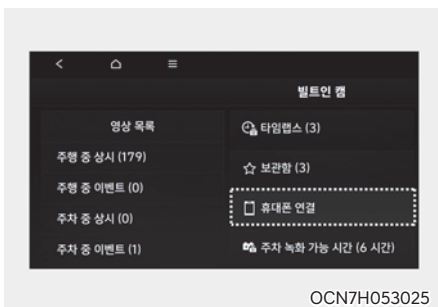 빌트인 캠
영상 목록
주행 중 상시 (179)
주행 중 이벤트 (0)
주차 중 상시 (0)
주차 중 이벤트 (1)
타임랩스 (3)
보관함 (3)
휴대폰 연결
주차 녹화 가능 시간 (6 시간)
OCN7H053025